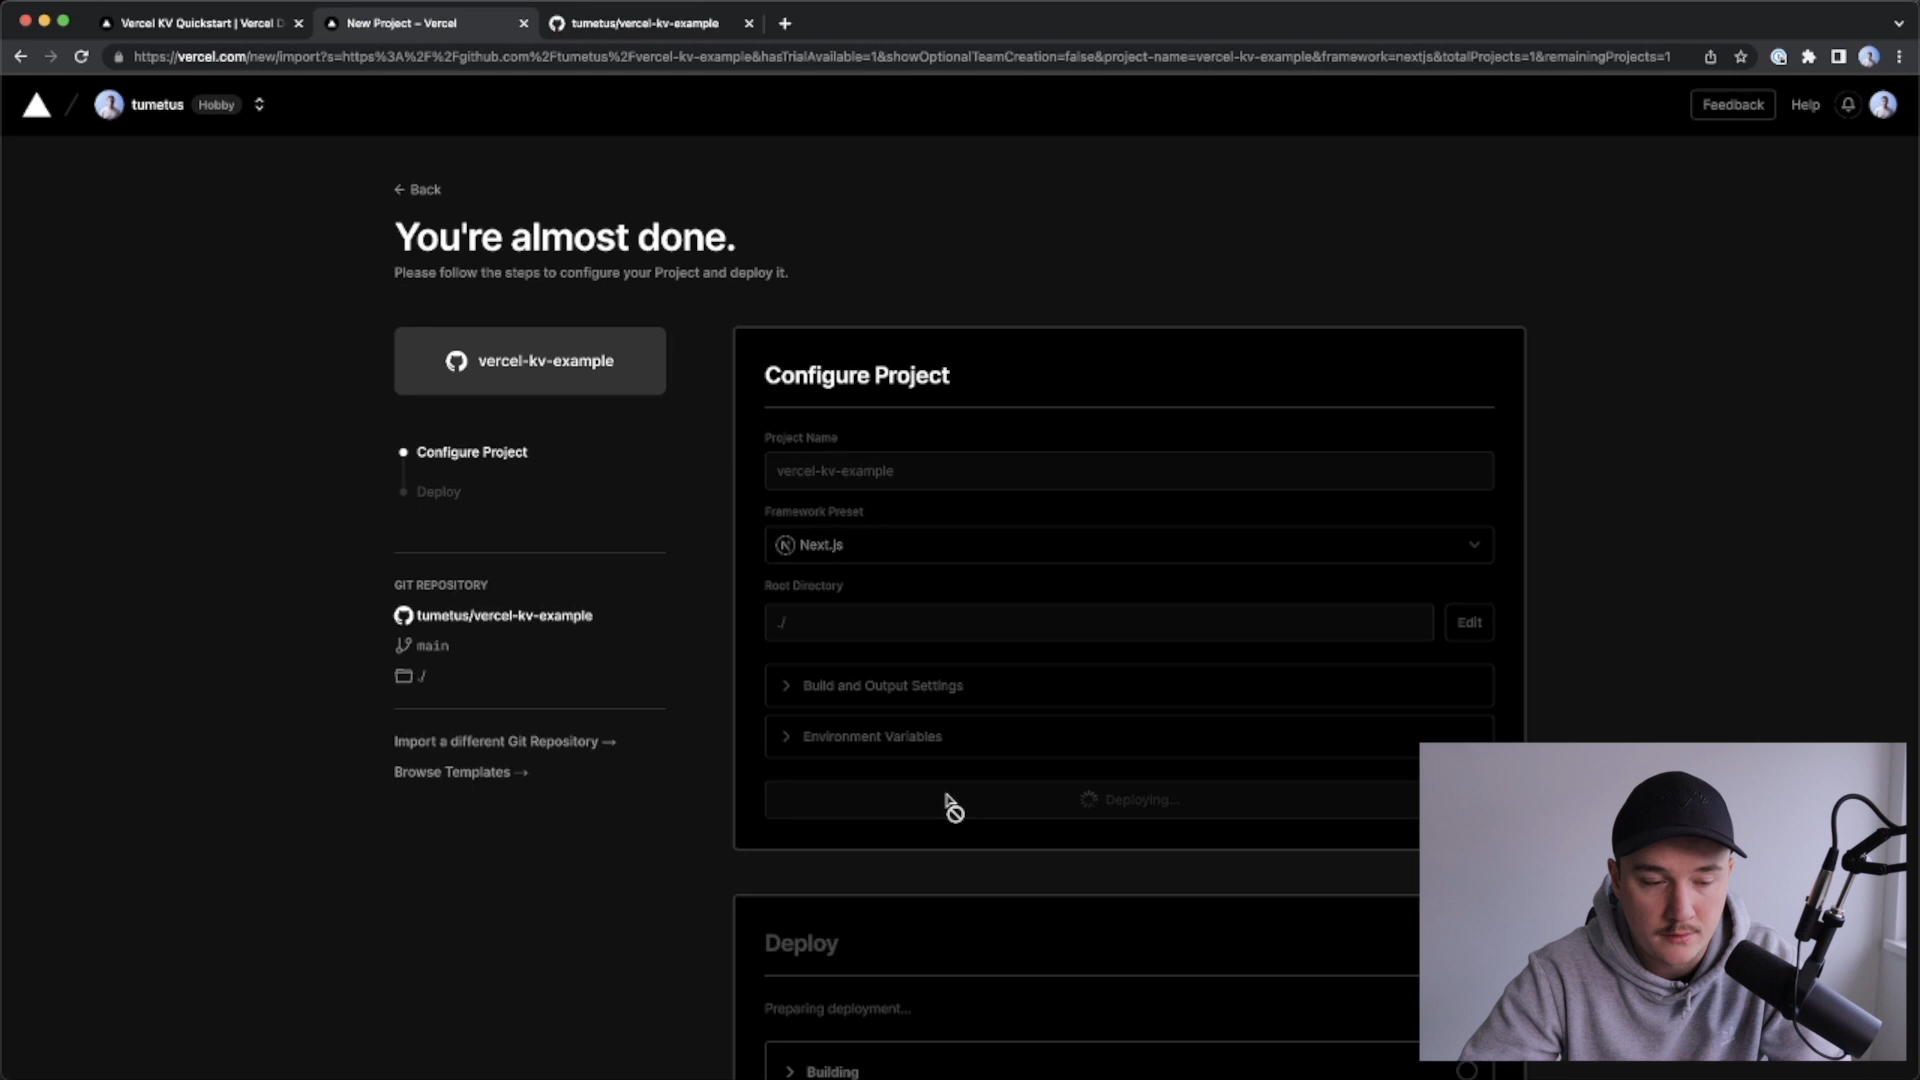 Vercel KV Quickstart | Vercel D
New Project – Vercel
tumetus/vercel-kv-example
https://vercel.com/new/import?s=https%3A%2F%2Fgithub.com%2Ftumetus%2Fvercel-kv-example&hasTrialAvailable=1&showOptionalTeamCreation=false&project-name=vercel-kv-example&framework=nextjs&totalProjects=1&remainingProjects=1
tumetus
Hobby
Feedback
Help
← Back
You're almost done.
Please follow the steps to configure your Project and deploy it.
vercel-kv-example
Configure Project
Deploy
GIT REPOSITORY
tumetus/vercel-kv-example
main
./
Import a different Git Repository →
Browse Templates →
Configure Project
Project Name
vercel-kv-example
Framework Preset
N Next.js
Root Directory
./
Edit
Build and Output Settings
Environment Variables
Deploying...
Deploy
Preparing deployment...
Building